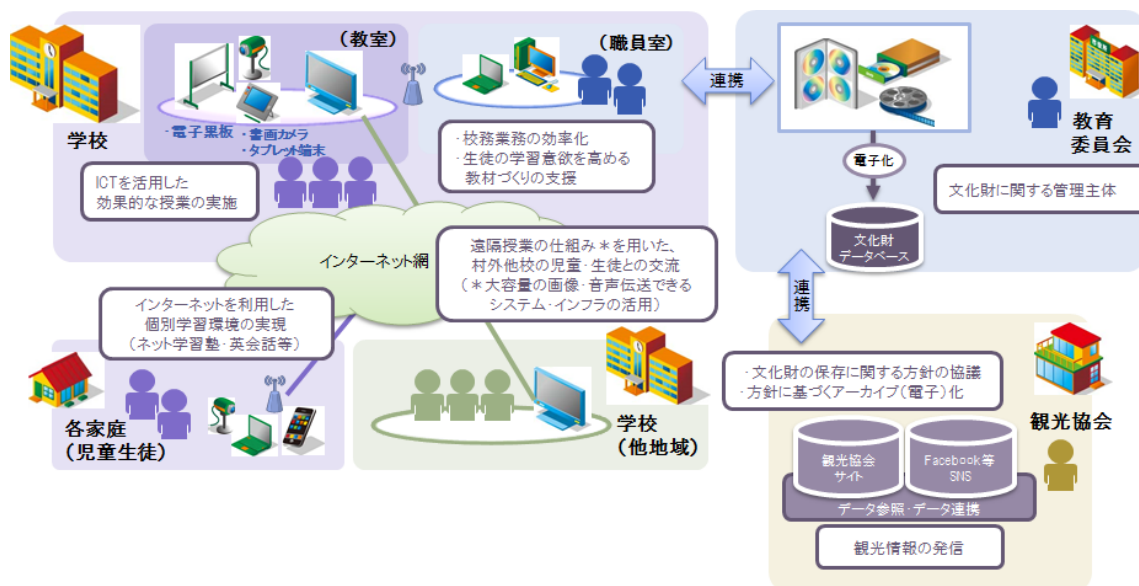 (教室)
(職員室)
学校
・電子黒板
・書画カメラ
・タブレット端末
ICTを活用した
効果的な授業の実施
・校務業務の効率化
・生徒の学習意欲を高める
教材づくりの支援
連携
電子化
文化財
データベース
教育
委員会
文化財に関する管理主体
インターネット網
遠隔授業の仕組み*を用いた、
村外他校の児童・生徒との交流
(*大容量の画像・音声伝送できる
システム・インフラの活用)
連携
インターネットを利用した
個別学習環境の実現
(ネット学習塾・英会話等)
各家庭
(児童生徒)
学校
(他地域)
・文化財の保存に関する方針の協議
・方針に基づくアーカイブ(電子)化
観光協会
観光協会
サイト
Facebook等
SNS
データ参照・データ連携
観光情報の発信